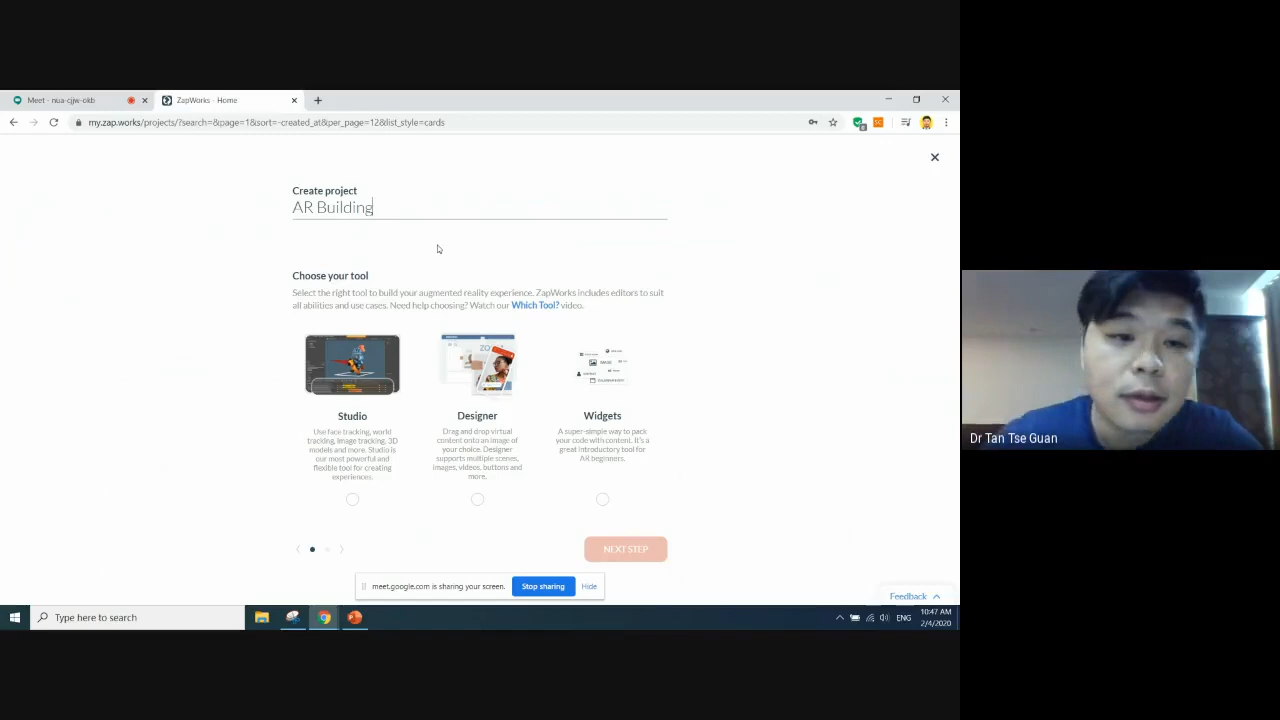 Meet - nua-cjjw-okb
ZapWorks - Home
my.zap.works/projects/?search=&page=1&sort=-created_at&per_page=12&list_style=cards
Create project
AR Building
Choose your tool
Select the right tool to build your augmented reality experience. ZapWorks includes editors to suit
all abilities and use cases. Need help choosing? Watch our Which Tool? video.
Studio
Use face tracking, world
tracking, image tracking, 3D
models and more. Studio is
our most powerful and
flexible tool for creating
experiences.
Designer
Drag and drop virtual
content onto an image of
your choice. Designer
supports multiple scenes,
images, videos, buttons and
more.
Widgets
A super-simple way to pack
your code with content. It's a
great introductory tool for
AR beginners.
NEXT STEP
meet.google.com is sharing your screen.
Stop sharing
Hide
Feedback
Type here to search
ENG
10:47 AM
2/4/2020
Dr Tan Tse Guan